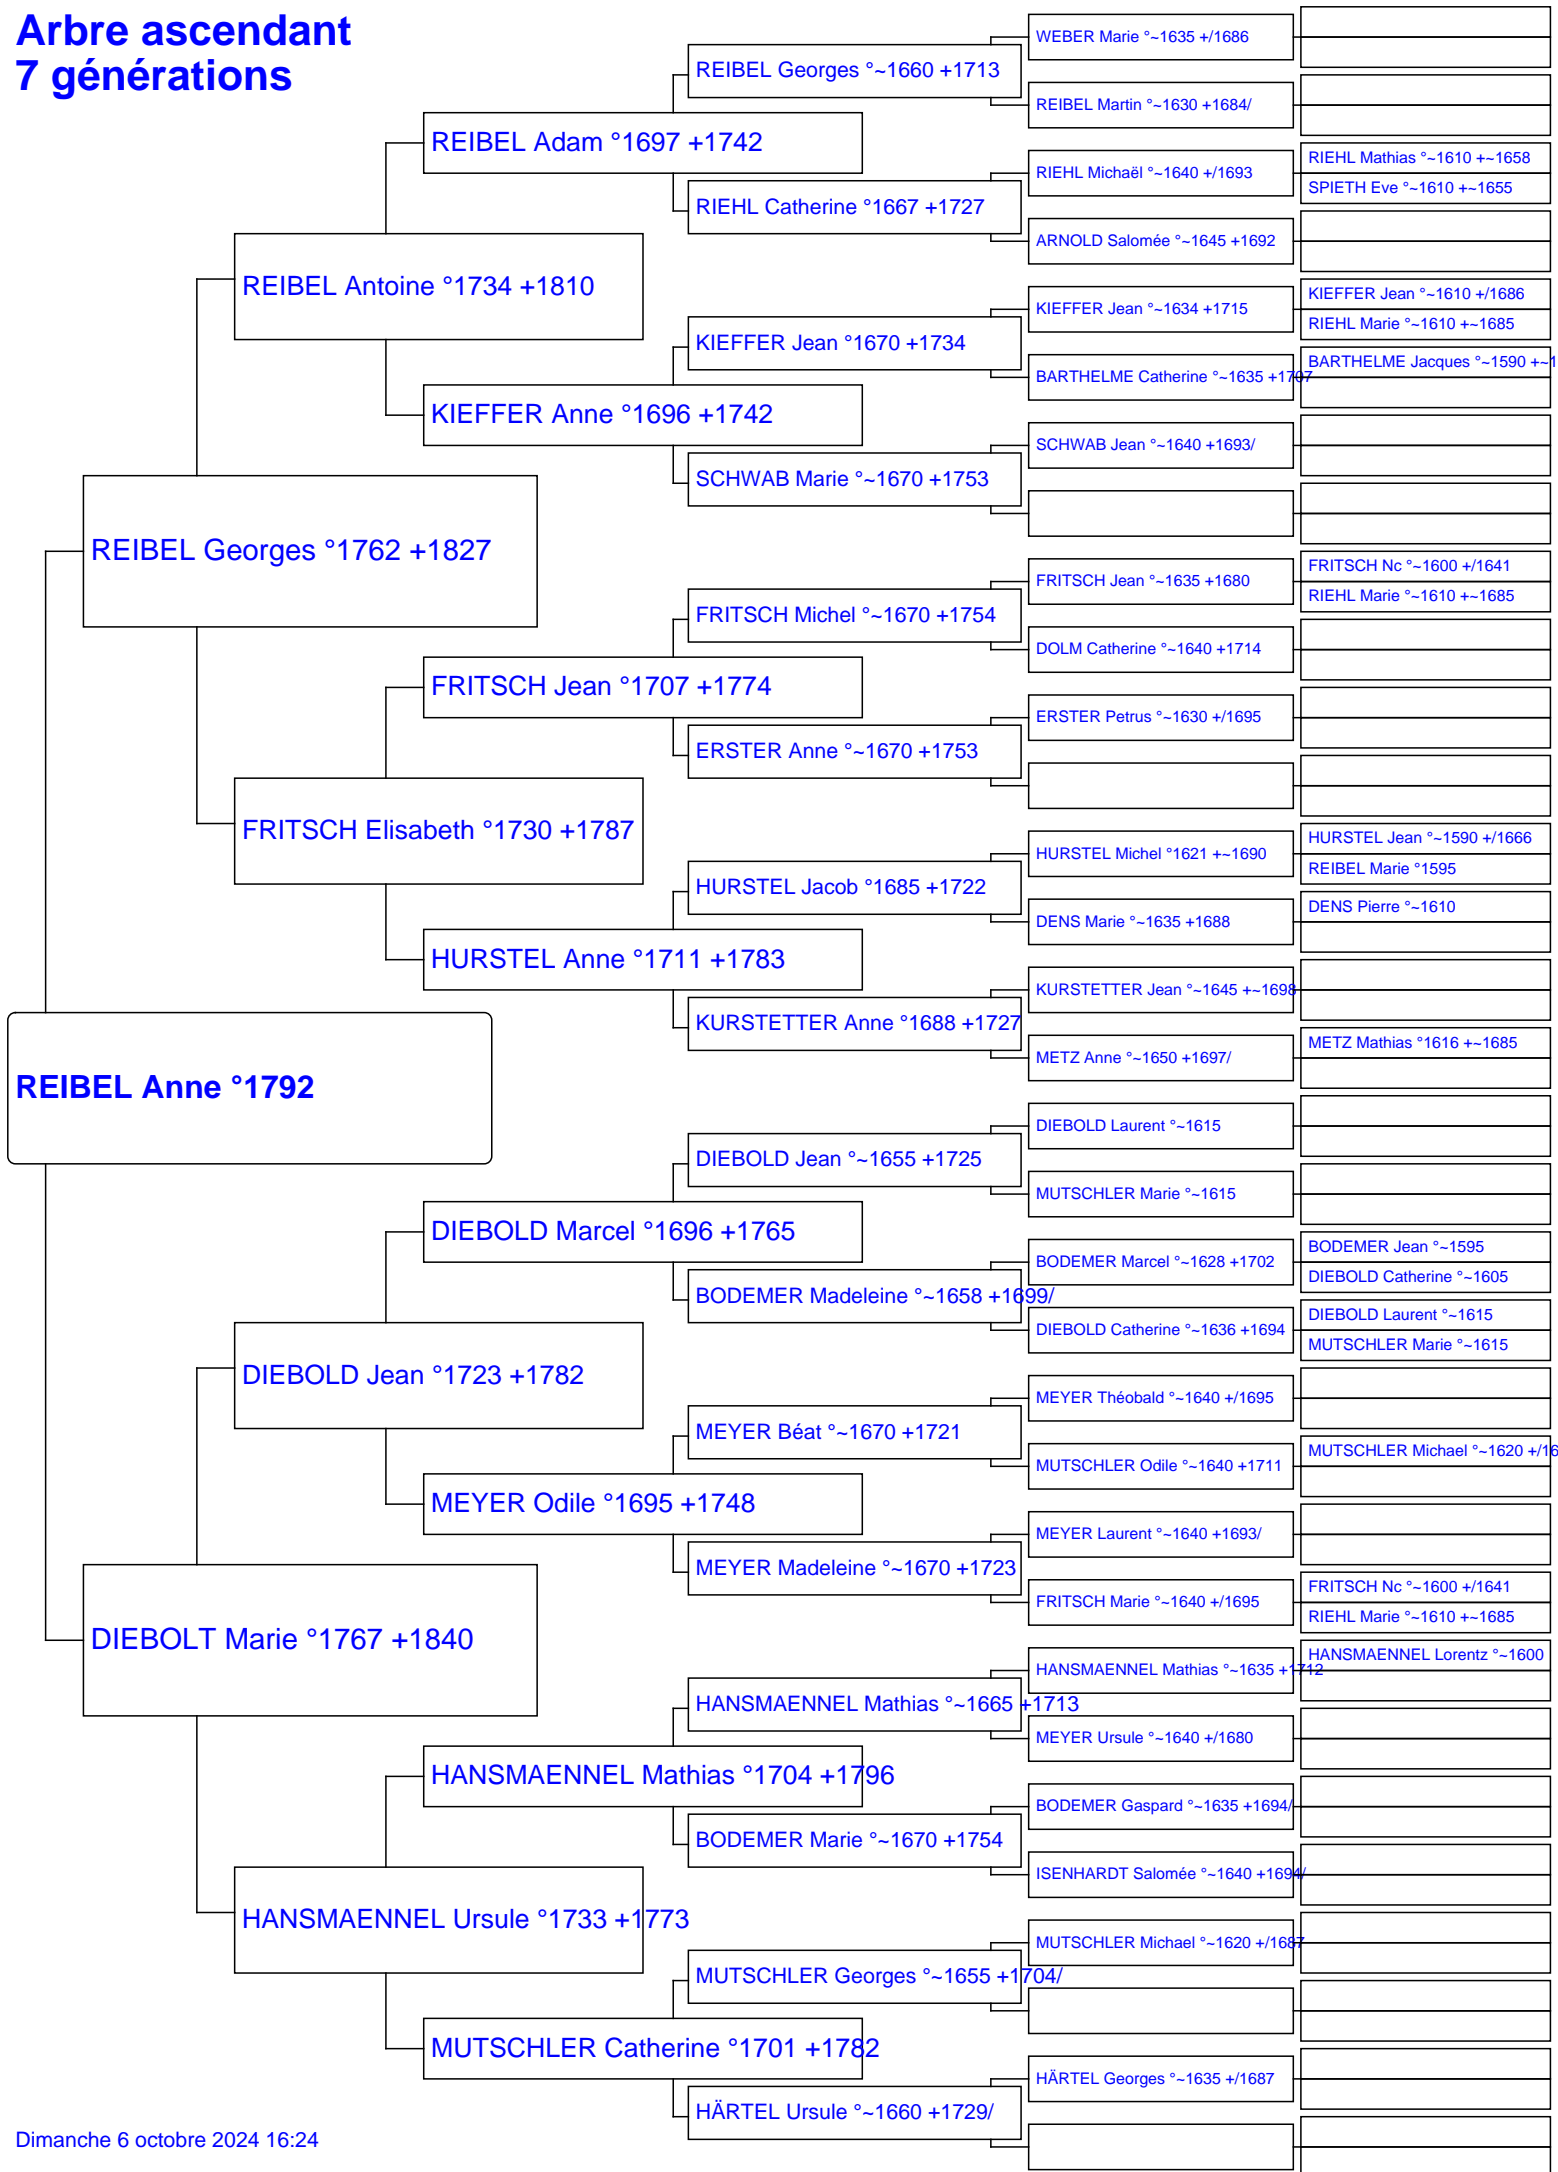 Arbre ascendant
7 générations
REIBEL Anne °1792
REIBEL Georges °1762 +1827
DIEBOLT Marie °1767 +1840
REIBEL Antoine °1734 +1810
FRITSCH Elisabeth °1730 +1787
DIEBOLD Jean °1723 +1782
HANSMAENNEL Ursule °1733 +1773
REIBEL Adam °1697 +1742
KIEFFER Anne °1696 +1742
FRITSCH Jean °1707 +1774
HURSTEL Anne °1711 +1783
DIEBOLD Marcel °1696 +1765
MEYER Odile °1695 +1748
HANSMAENNEL Mathias °1704 +1796
MUTSCHLER Catherine °1701 +1782
REIBEL Georges °~1660 +1713
RIEHL Catherine °1667 +1727
KIEFFER Jean °1670 +1734
SCHWAB Marie °~1670 +1753
FRITSCH Michel °~1670 +1754
ERSTER Anne °~1670 +1753
HURSTEL Jacob °1685 +1722
KURSTETTER Anne °1688 +1727
DIEBOLD Jean °~1655 +1725
BODEMER Madeleine °~1658 +1699/
MEYER Béat °~1670 +1721
MEYER Madeleine °~1670 +1723
HANSMAENNEL Mathias °~1665 +1713
BODEMER Marie °~1670 +1754
MUTSCHLER Georges °~1655 +1704/
HÄRTEL Ursule °~1660 +1729/
WEBER Marie °~1635 +/1686
REIBEL Martin °~1630 +1684/
RIEHL Michaël °~1640 +/1693
ARNOLD Salomée °~1645 +1692
KIEFFER Jean °~1634 +1715
BARTHELME Catherine °~1635 +1707
SCHWAB Jean °~1640 +1693/
FRITSCH Jean °~1635 +1680
DOLM Catherine °~1640 +1714
ERSTER Petrus °~1630 +/1695
HURSTEL Michel °1621 +~1690
DENS Marie °~1635 +1688
KURSTETTER Jean °~1645 +~1698
METZ Anne °~1650 +1697/
DIEBOLD Laurent °~1615
MUTSCHLER Marie °~1615
BODEMER Marcel °~1628 +1702
DIEBOLD Catherine °~1636 +1694
MEYER Théobald °~1640 +/1695
MUTSCHLER Odile °~1640 +1711
MEYER Laurent °~1640 +1693/
FRITSCH Marie °~1640 +/1695
HANSMAENNEL Mathias °~1635 +1712
MEYER Ursule °~1640 +/1680
BODEMER Gaspard °~1635 +1694/
ISENHARDT Salomée °~1640 +1694/
MUTSCHLER Michael °~1620 +/1687
HÄRTEL Georges °~1635 +/1687
RIEHL Mathias °~1610 +~1658
SPIETH Eve °~1610 +~1655
KIEFFER Jean °~1610 +/1686
RIEHL Marie °~1610 +~1685
BARTHELME Jacques °~1590 +~1
FRITSCH Nc °~1600 +/1641
RIEHL Marie °~1610 +~1685
HURSTEL Jean °~1590 +/1666
REIBEL Marie °1595
DENS Pierre °~1610
METZ Mathias °1616 +~1685
BODEMER Jean °~1595
DIEBOLD Catherine °~1605
DIEBOLD Laurent °~1615
MUTSCHLER Marie °~1615
MUTSCHLER Michael °~1620 +/16
FRITSCH Nc °~1600 +/1641
RIEHL Marie °~1610 +~1685
HANSMAENNEL Lorentz °~1600
Dimanche 6 octobre 2024 16:24